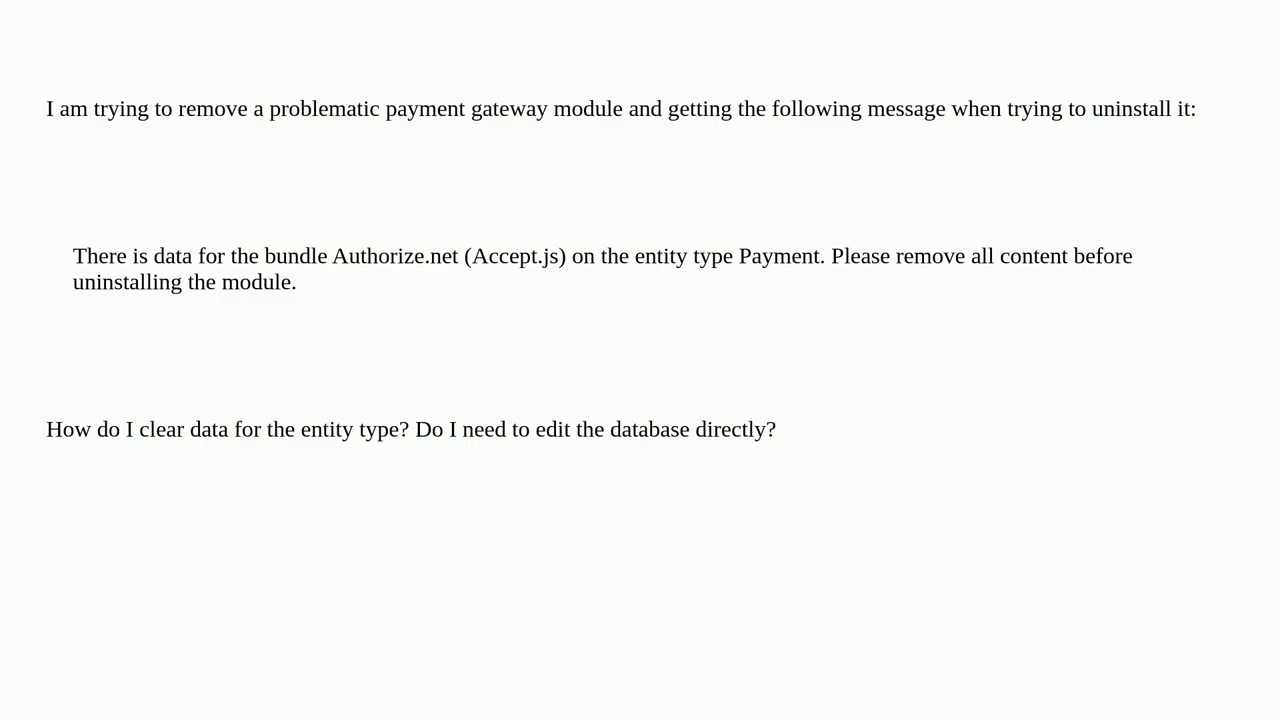 I am trying to remove a problematic payment gateway module and getting the following message when trying to uninstall it:
There is data for the bundle Authorize.net (Accept.js) on the entity type Payment. Please remove all content before
uninstalling the module.
How do I clear data for the entity type? Do I need to edit the database directly?